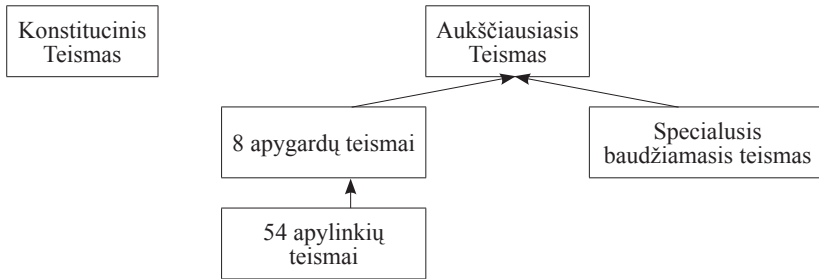 Konstitucinis
Teismas
Aukščiausiasis
Teismas
8 apygardų teismai
Specialusis
baudžiamasis teismas
54 apylinkių
teismai